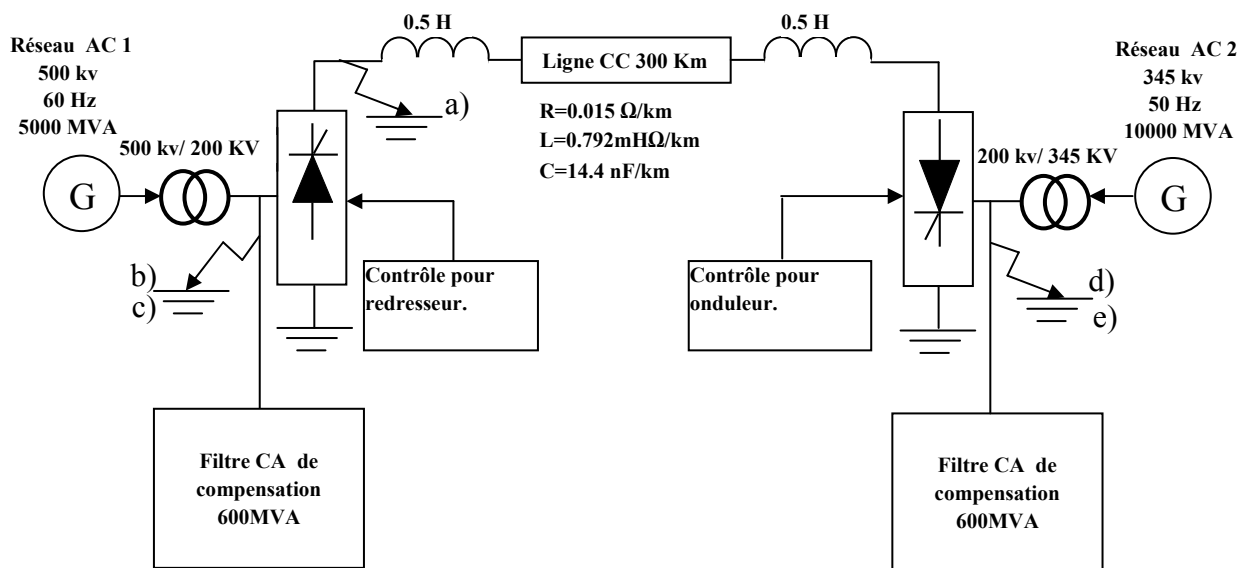 0.5 H
0.5 H
Réseau AC 1
500 kv
60 Hz
5000 MVA
Ligne CC 300 Km
Réseau AC 2
345 kv
50 Hz
10000 MVA
a)
R=0.015 Ω/km
L=0.792mHΩ/km
C=14.4 nF/km
500 kv/ 200 KV
200 kv/ 345 KV
G
G
b)
c)
Contrôle pour
redresseur.
Contrôle pour
onduleur.
d)
e)
Filtre CA de
compensation
600MVA
Filtre CA de
compensation
600MVA